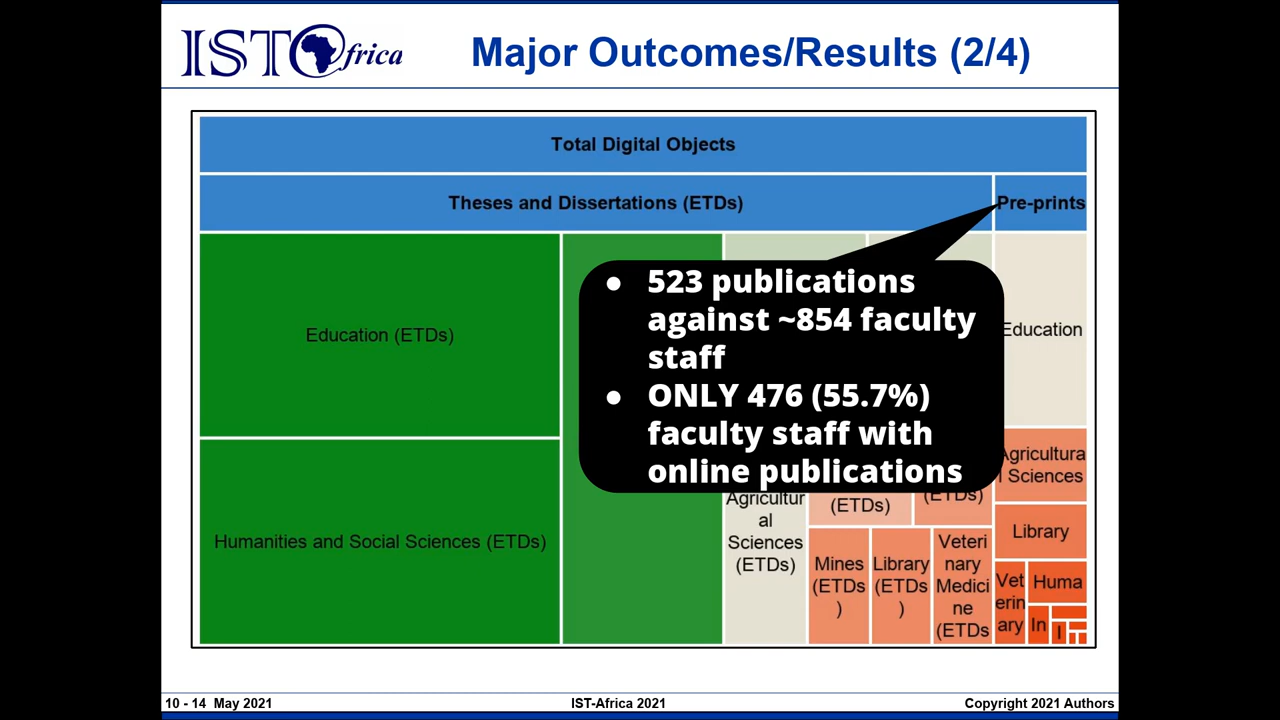 IST Africa
Major Outcomes/Results (2/4)
Total Digital Objects
Theses and Dissertations (ETDs)
Pre-prints
Education (ETDs)
Humanities and Social Sciences (ETDs)
● 523 publications
against ~854 faculty
staff
● ONLY 476 (55.7%)
faculty staff with
online publications
Agricultur
al
Sciences
(ETDs)
(ETDs)
(ETDs)
Mines
(ETDs
)
Library
(ETDs
)
Veteri
nary
Medici
ne
(ETDs
Education
Agricultura
l Sciences
Library
Vet
erin
ary
Huma
In
I
10 - 14 May 2021
IST-Africa 2021
Copyright 2021 Authors